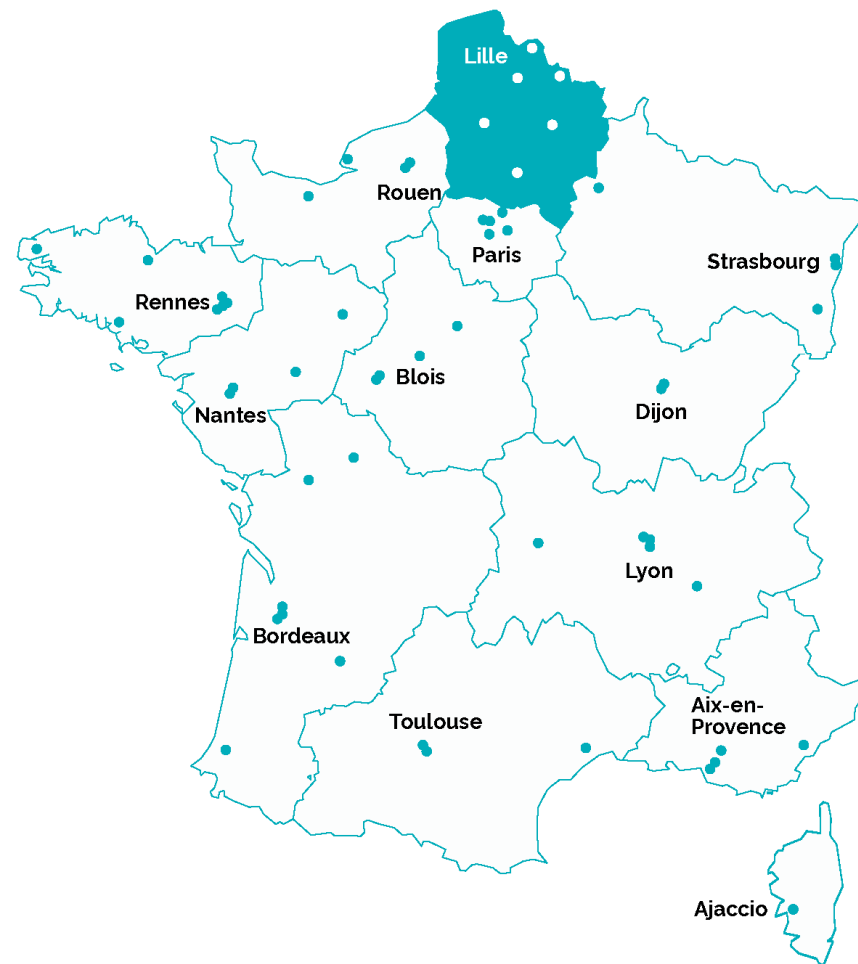 Lille
Rouen
Paris
Strasbourg
Rennes
Blois
Nantes
Dijon
Lyon
Bordeaux
Aix-en-
Provence
Toulouse
Ajaccio